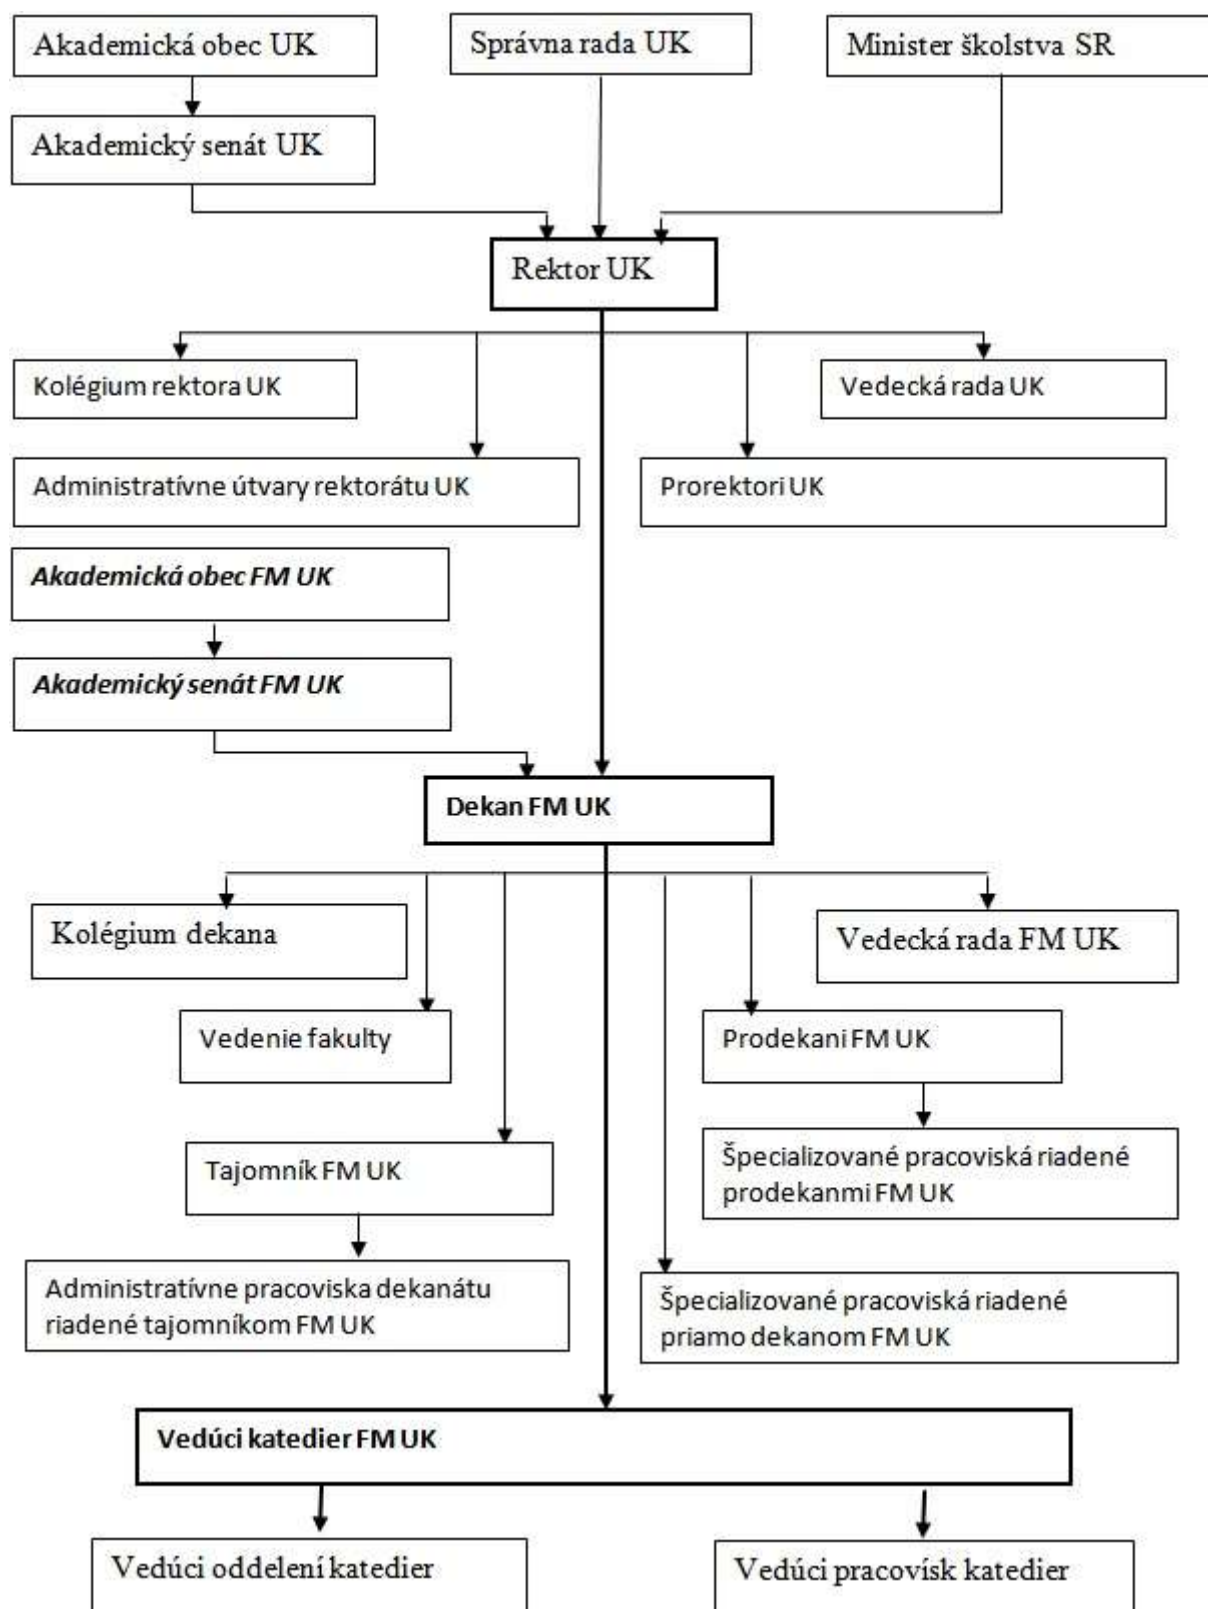 Akademická obec UK
Správna rada UK
Minister školstva SR
Akademický senát UK
Rektor UK
Kolégium rektora UK
Vedecká rada UK
Administratívne útvary rektorátu UK
Prorektori UK
Akademická obec FM UK
Akademický senát FM UK
Dekan FM UK
Kolégium dekana
Vedecká rada FM UK
Vedenie fakulty
Prodekani FM UK
Tajomník FM UK
Špecializované pracoviská riadené
prodekanmi FM UK
Administratívne pracoviska dekanátu
riadené tajomníkom FM UK
Špecializované pracoviská riadené
priamo dekanom FM UK
Vedúci katedier FM UK
Vedúci oddelení katedier
Vedúci pracovísk katedier